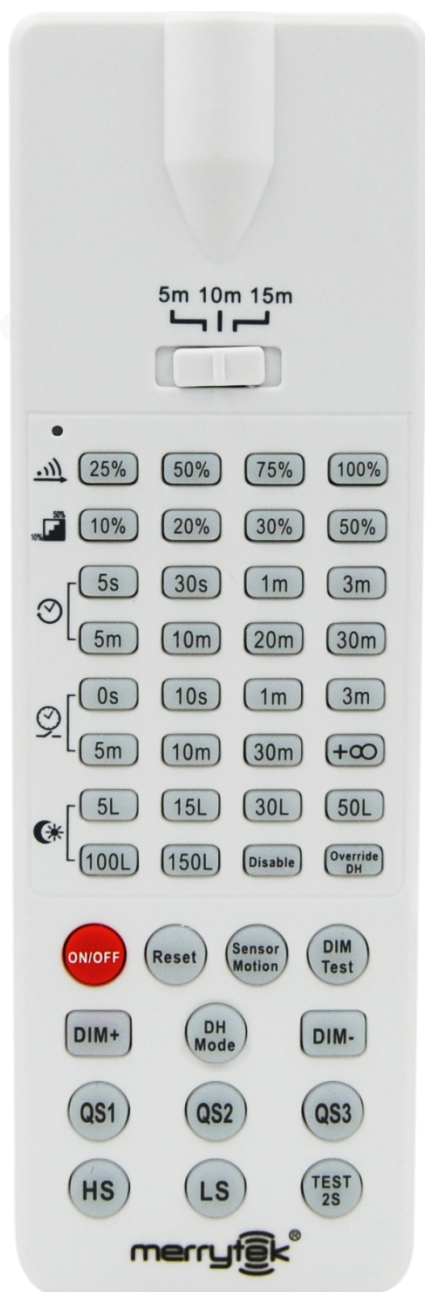 5m 10m 15m
25% 50% 75% 100%
50%
10% 10% 20% 30% 50%
5s 30s 1m 3m
5m 10m 20m 30m
0s 10s 1m 3m
5m 10m 30m +∞
5L 15L 30L 50L
100L 150L Disable Override DH
ON/OFF Reset Sensor Motion DIM Test
DIM+ DH Mode DIM-
QS1 QS2 QS3
HS LS TEST 2S
merrytek®